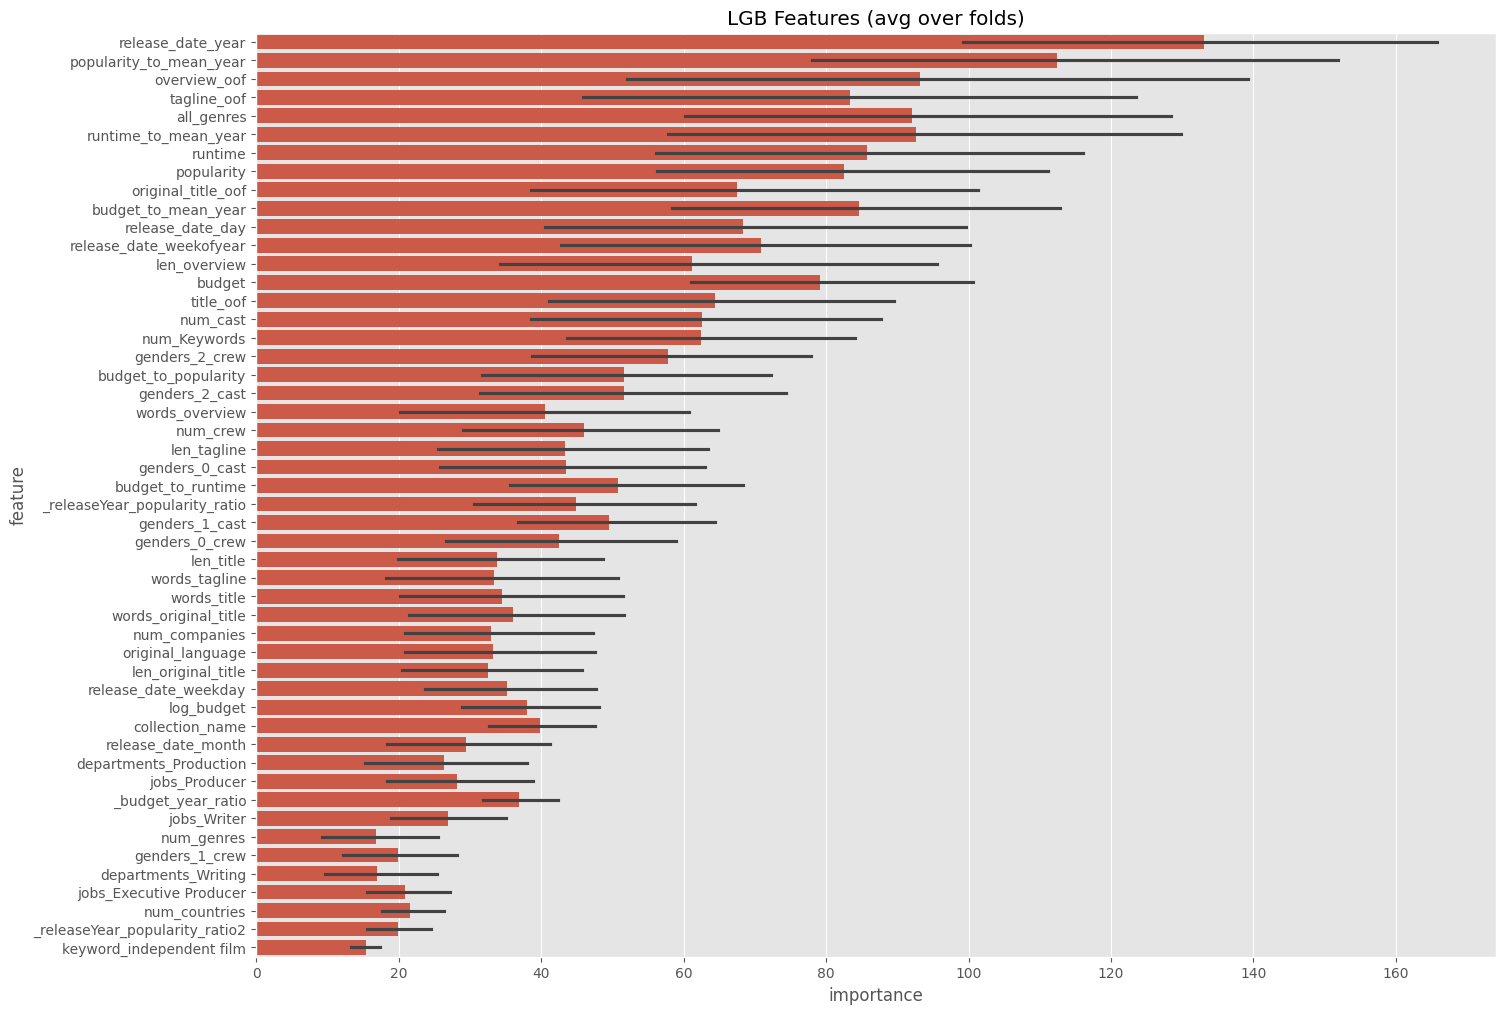 LGB Features (avg over folds)
release_date_year
popularity_to_mean_year
overview_oof
tagline_oof
all_genres
runtime_to_mean_year
runtime
popularity
original_title_oof
budget_to_mean_year
release_date_day
release_date_weekofyear
len_overview
budget
title_oof
num_cast
num_Keywords
genders_2_crew
budget_to_popularity
genders_2_cast
words_overview
num_crew
len_tagline
genders_0_cast
budget_to_runtime
_releaseYear_popularity_ratio
genders_1_cast
genders_0_crew
len_title
words_tagline
words_title
words_original_title
num_companies
original_language
len_original_title
release_date_weekday
log_budget
collection_name
release_date_month
departments_Production
jobs_Producer
_budget_year_ratio
jobs_Writer
num_genres
genders_1_crew
departments_Writing
jobs_Executive Producer
num_countries
_releaseYear_popularity_ratio2
keyword_independent film
feature
0 20 40 60 80 100 120 140 160
importance